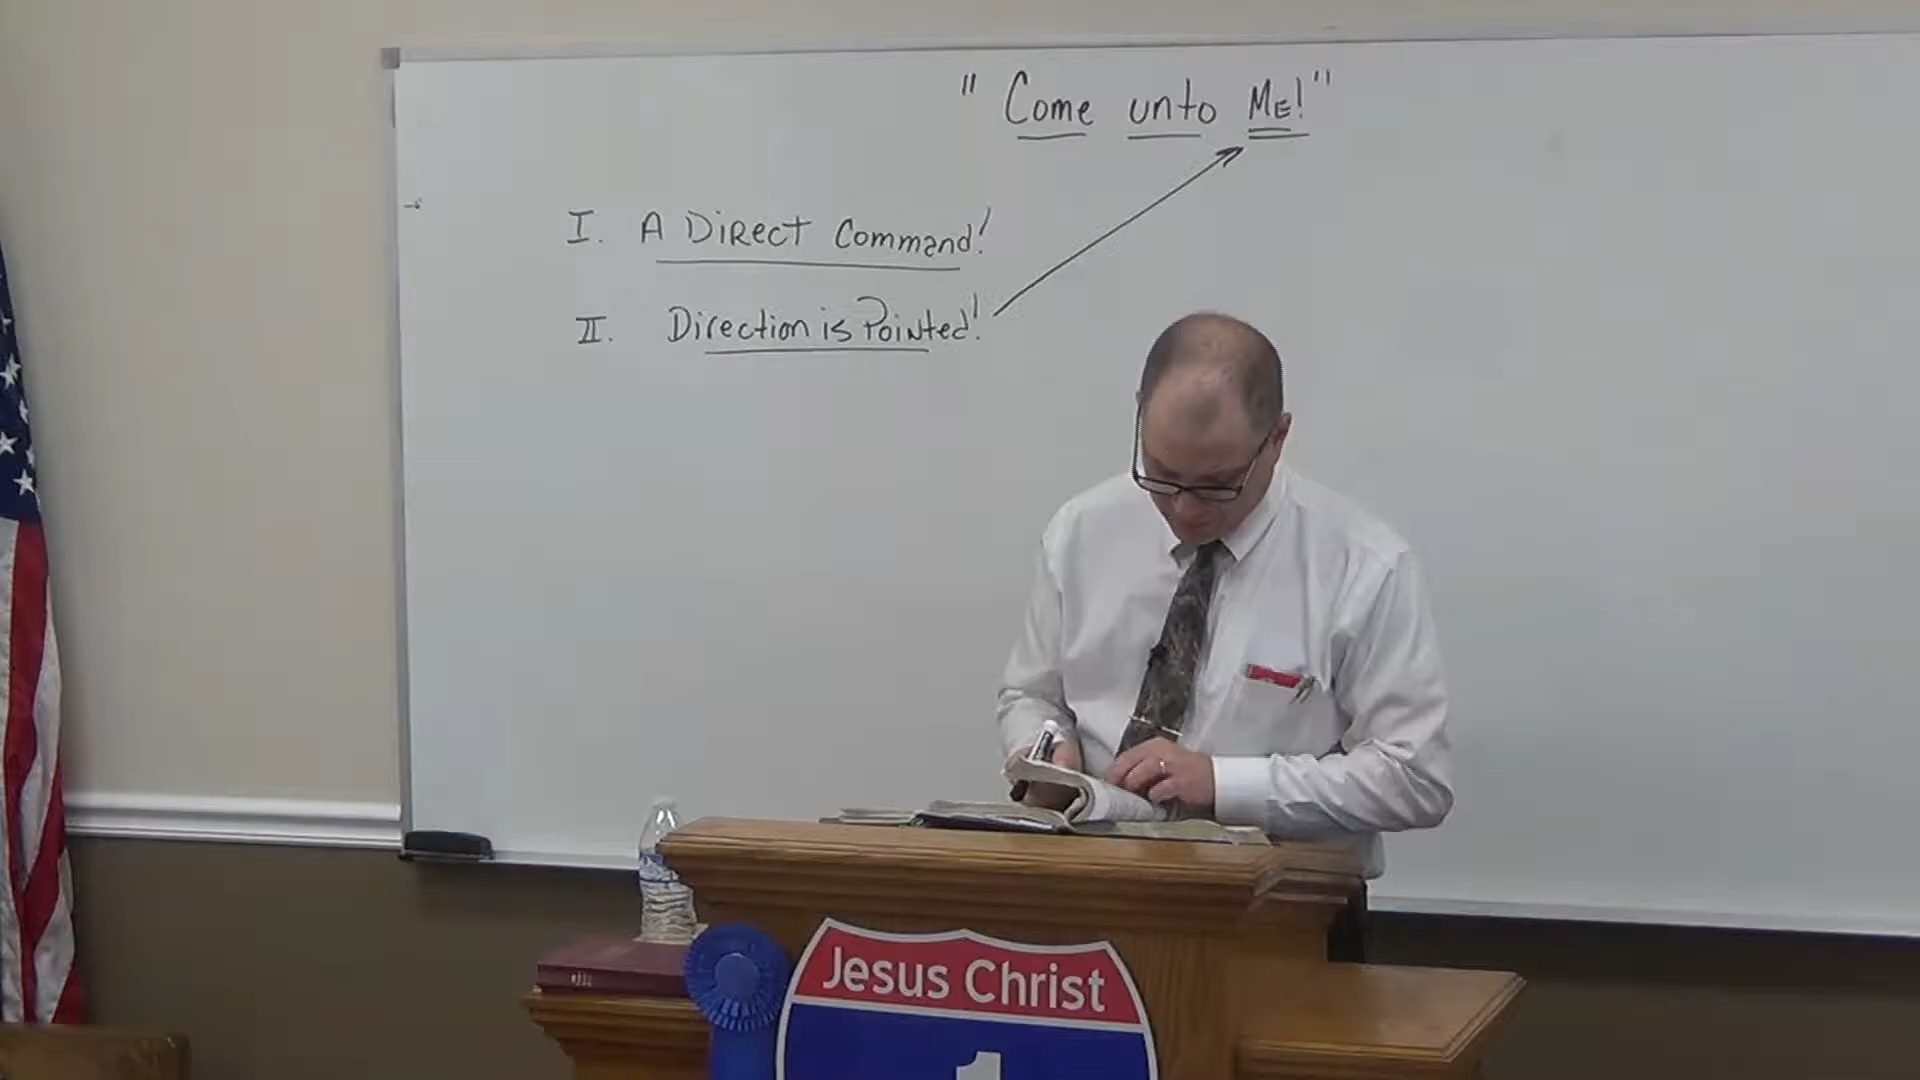 " Come unto ME! "
I. A Direct Command!
II. Direction is Pointed!
Jesus Christ
1